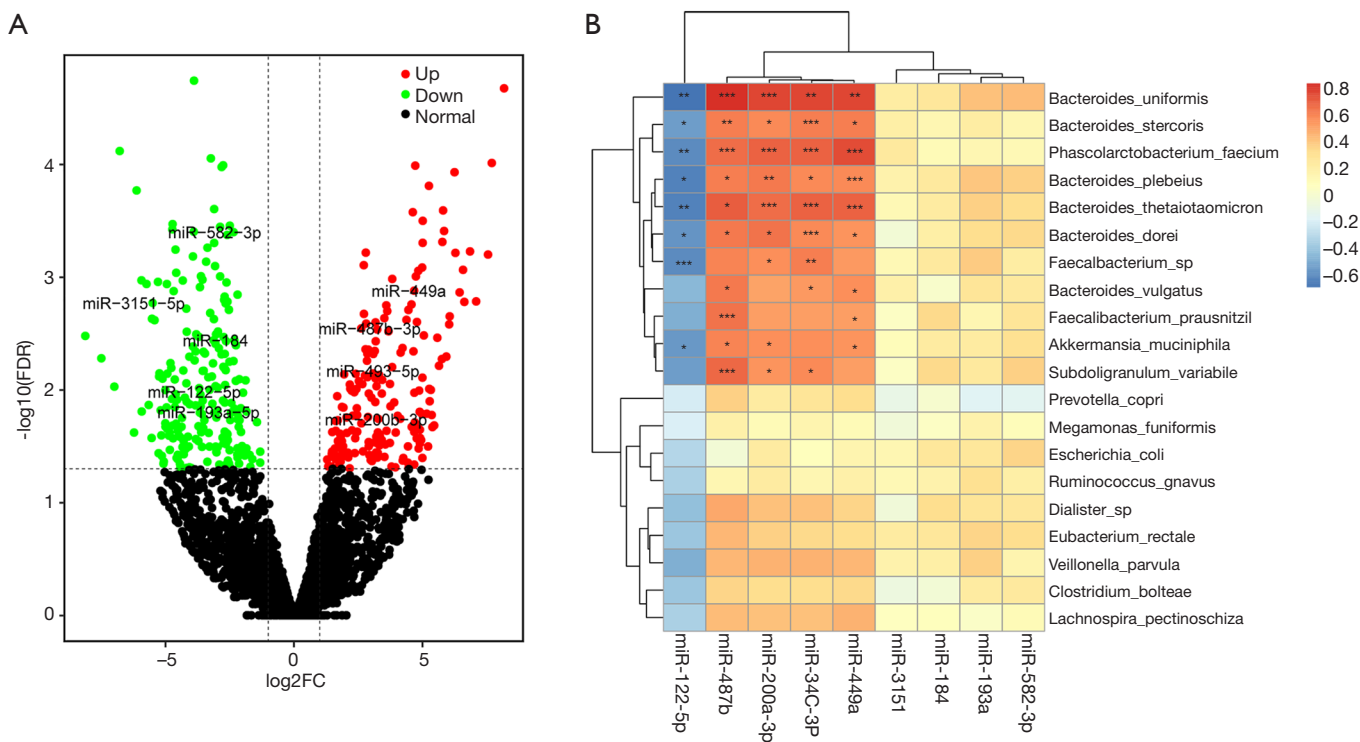 A
Up
Down
Normal
miR-582-3p
miR-3151-5p
miR-449a
miR-487b-3p
miR-184
miR-493-5p
miR-122-5p
miR-193a-5p
miR-200b-3p
4
3
2
1
0
-log10(FDR)
−5
0
5
log2FC
B
** *** *** ** ** Bacteroides_uniformis
* ** * *** * Bacteroides_stercoris
** *** *** *** *** Phascolarctobacterium_faecium
* * ** * *** Bacteroides_plebeius
** * *** *** *** Bacteroides_thetaiotaomicron
* * * *** * Bacteroides_dorei
*** * ** Faecalbacterium_sp
* * * Bacteroides_vulgatus
*** * Faecalibacterium_prausnitzil
* * * * Akkermansia_muciniphila
*** * * Subdoligranulum_variabile
Prevotella_copri
Megamonas_funiformis
Escherichia_coli
Ruminococcus_gnavus
Dialister_sp
Eubacterium_rectale
Veillonella_parvula
Clostridium_bolteae
Lachnospira_pectinoschiza
miR-122-5p
miR-487b
miR-200a-3p
miR-34C-3P
miR-449a
miR-3151
miR-184
miR-193a
miR-582-3p
0.8
0.6
0.4
0.2
0
−0.2
−0.4
−0.6